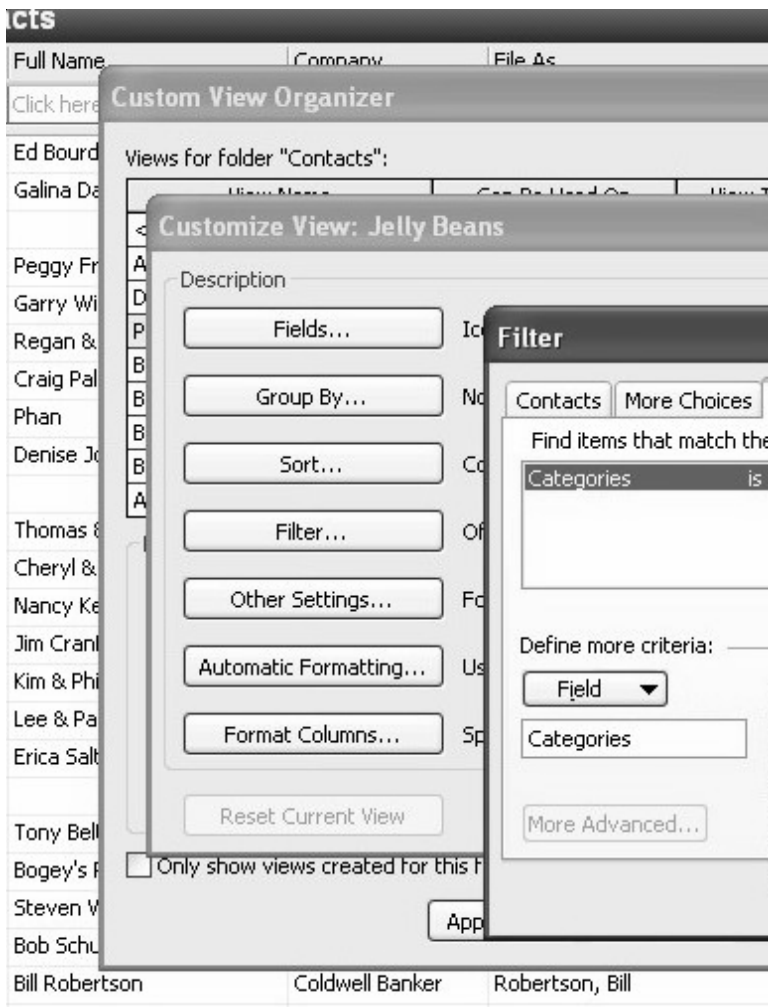 Full Name Company File As
Click here
Custom View Organizer
Ed Bourd
Views for folder "Contacts":
Galina Da
Customize View: Jelly Beans
Description
Peggy Fr
Garry Wi
Fields...
Filter
Regan &
Craig Pal
Group By...
Contacts More Choices
Phan
Find items that match the
Denise Jo
Sort...
Categories is
Thomas &
Filter...
Of
Cheryl &
Nancy Ke
Other Settings...
Fo
Jim Cranl
Define more criteria:
Kim & Phi
Automatic Formatting...
Us
Field
Lee & Pa
Format Columns...
Sp
Categories
Erica Salt
Reset Current View
More Advanced...
Tony Bell
Bogey's
Only show views created for this f
Steven W
App
Bob Schu
Bill Robertson Coldwell Banker Robertson, Bill